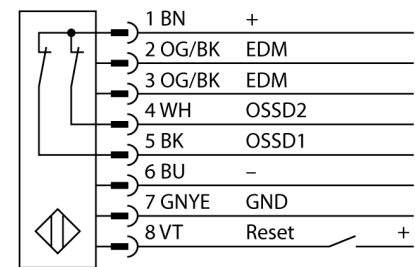 1 BN +
2 OG/BK EDM
3 OG/BK EDM
4 WH OSSD2
5 BK OSSD1
6 BU –
7 GNYE GND
8 VT Reset +